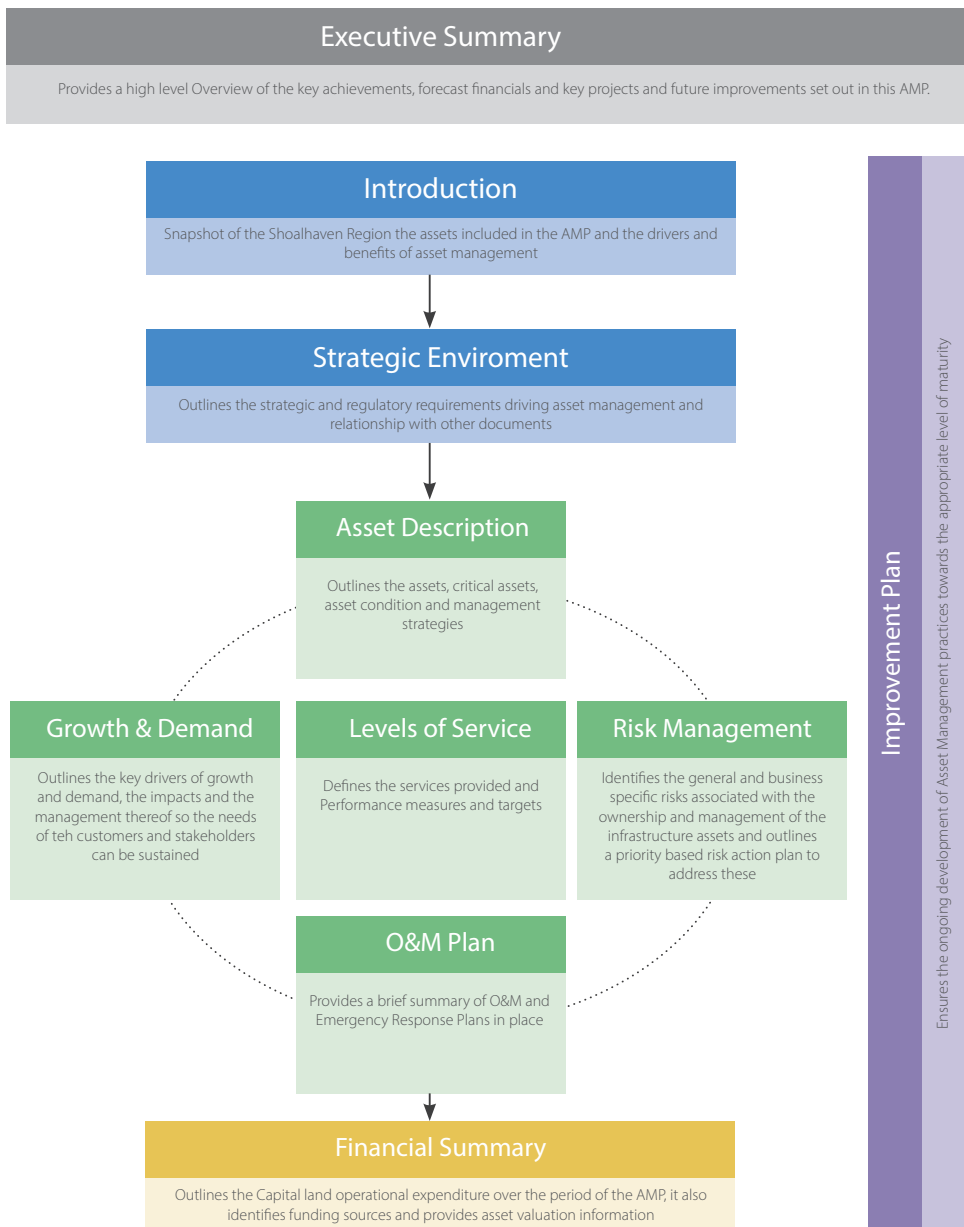 Executive Summary
Provides a high level Overview of the key achievements, forecast financials and key projects and future improvements set out in this AMP.
Introduction
Snapshot of the Shoalhaven Region the assets included in the AMP and the drivers and
benefits of asset management
Strategic Enviroment
Outlines the strategic and regulatory requirements driving asset management and
relationship with other documents
Asset Description
Outlines the assets, critical assets,
asset condition and management
strategies
Growth & Demand
Outlines the key drivers of growth
and demand, the impacts and the
management thereof so the needs
of teh customers and stakeholders
can be sustained
Levels of Service
Defines the services provided and
Performance measures and targets
Risk Management
Identifies the general and business
specific risks associated with the
ownership and management of the
infrastructure assets and outlines
a priority based risk action plan to
address these
O&M Plan
Provides a brief summary of O&M and
Emergency Response Plans in place
Financial Summary
Outlines the Capital land operational expenditure over the period of the AMP, it also
identifies funding sources and provides asset valuation information
Improvement Plan
Ensures the ongoing development of Asset Management practices towards the appropriate level of maturity